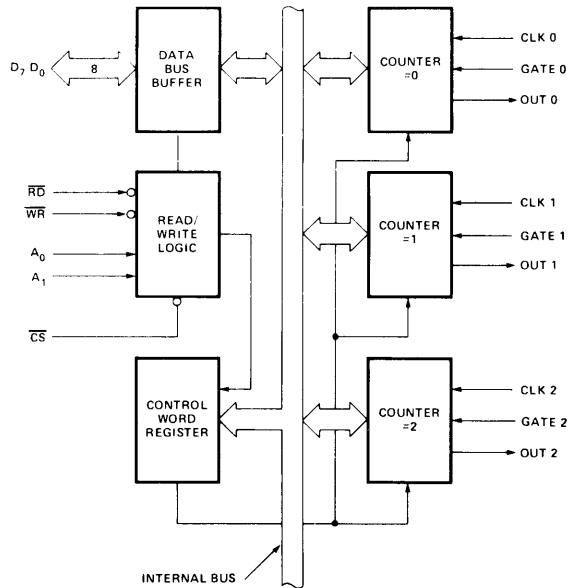 D7 D0
8
DATA
BUS
BUFFER
COUNTER
=0
CLK 0
GATE 0
OUT 0
RD
WR
A0
A1
READ/
WRITE
LOGIC
COUNTER
=1
CLK 1
GATE 1
OUT 1
CS
CONTROL
WORD
REGISTER
COUNTER
=2
CLK 2
GATE 2
OUT 2
INTERNAL BUS